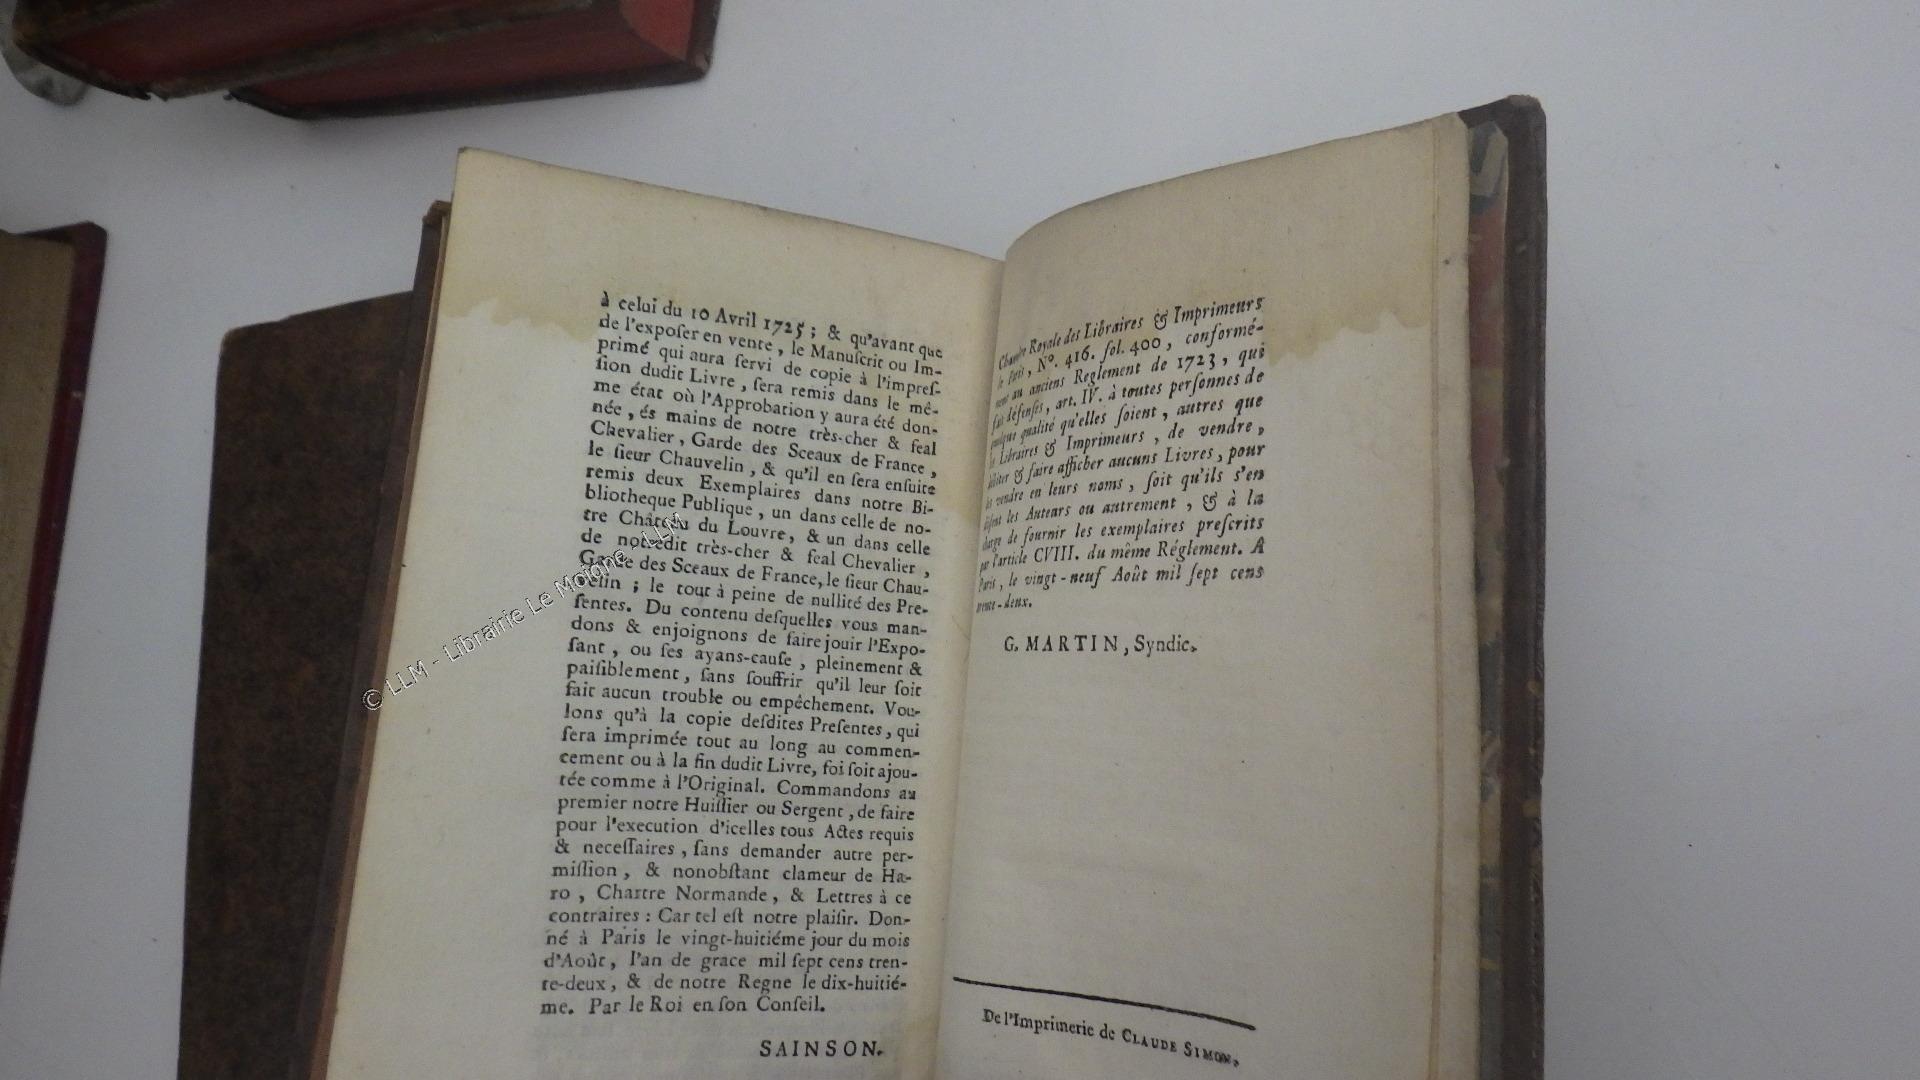 à celui du 10 Avril 1725 ; & qu'avant que
de l'expoſer en vente, le Manuſcrit ou Im-
primé qui aura ſervi de copie à l'impreſ-
ſion dudit Livre, ſera remis dans le mê-
me état où l'Approbation y aura été don-
née, és mains de notre très-cher & feal
Chevalier, Garde des Sceaux de France,
le ſieur Chauvelin, & qu'il en ſera enſuite
remis deux Exemplaires dans notre Bi-
bliotheque Publique, un dans celle de no-
tre Château du Louvre, & un dans celle
de notredit très-cher & feal Chevalier,
Garde des Sceaux de France, le ſieur Chau-
velin ; le tout à peine de nullité des Pre-
ſentes. Du contenu deſquelles vous man-
dons & enjoignons de faire jouir l'Expo-
ſant, ou ſes ayans-cauſe, pleinement &
paiſiblement, ſans ſouffrir qu'il leur ſoit
fait aucun trouble ou empêchement. Vou-
lons qu'à la copie deſdites Preſentes, qui
ſera imprimée tout au long au commen-
cement ou à la fin dudit Livre, foi ſoit ajou-
tée comme à l'Original. Commandons au
premier notre Huiſſier ou Sergent, de faire
pour l'execution d'icelles tous Actes requis
& neceſſaires, ſans demander autre per-
miſſion, & nonobſtant clameur de Ha-
ro, Chartre Normande, & Lettres à ce
contraires : Car tel eſt notre plaiſir. Don-
né à Paris le vingt-huitiéme jour du mois
d'Août, l'an de grace mil ſept cens tren-
te-deux, & de notre Regne le dix-huitié-
me. Par le Roi en ſon Conſeil.
SAINSON.
Chambre Royale des Libraires & Imprimeurs
de Paris, No. 416. fol. 400, conformé-
ment au anciens Reglement de 1723, qui
fait défenſes, art. IV. à toutes perſonnes de
quelque qualité qu'elles ſoient, autres que
les Libraires & Imprimeurs, de vendre,
débiter & faire afficher aucuns Livres, pour
les vendre en leurs noms, ſoit qu'ils s'en
diſent les Auteurs ou autrement, & à la
charge de fournir les exemplaires preſcrits
par l'article CVIII. du même Réglement. A
Paris, le vingt-neuf Août mil ſept cens
trente-deux.
G. MARTIN, Syndic.
De l'Imprimerie de CLAUDE SIMON.
© LLM - Librairie Le Moigne - LLM